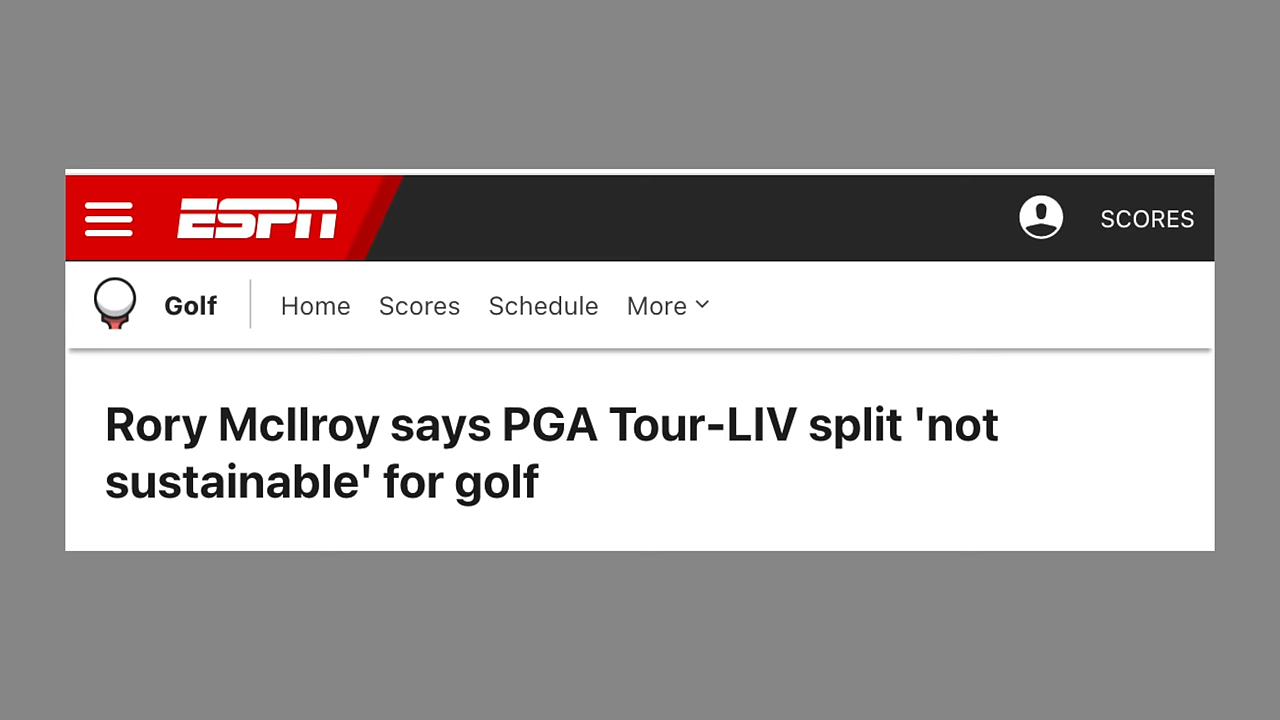 ESPN
SCORES
Golf Home Scores Schedule More
Rory McIlroy says PGA Tour-LIV split 'not
sustainable' for golf